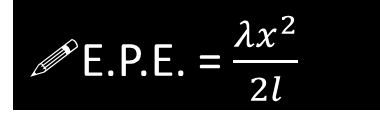 E.P.E. = λx²/2l